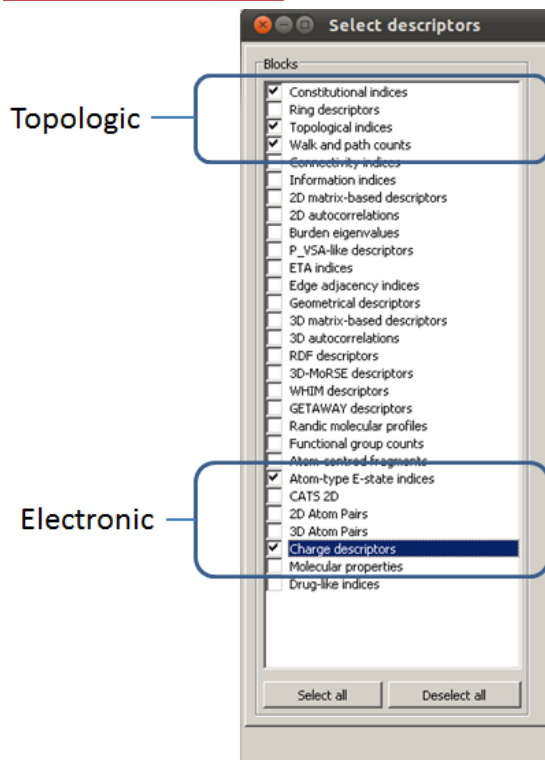 Select descriptors
Blocks
Topologic
Constitutional indices
Ring descriptors
Topological indices
Walk and path counts
Connectivity indices
Information indices
2D matrix-based descriptors
2D autocorrelations
Burden eigenvalues
P_VSA-like descriptors
ETA indices
Edge adjacency indices
Geometrical descriptors
3D matrix-based descriptors
3D autocorrelations
RDF descriptors
3D-MoRSE descriptors
WHIM descriptors
GETAWAY descriptors
Randic molecular profiles
Functional group counts
Atom-centred fragments
Electronic
Atom-type E-state indices
CATS 2D
2D Atom Pairs
3D Atom Pairs
Charge descriptors
Molecular properties
Drug-like indices
Select all Deselect all